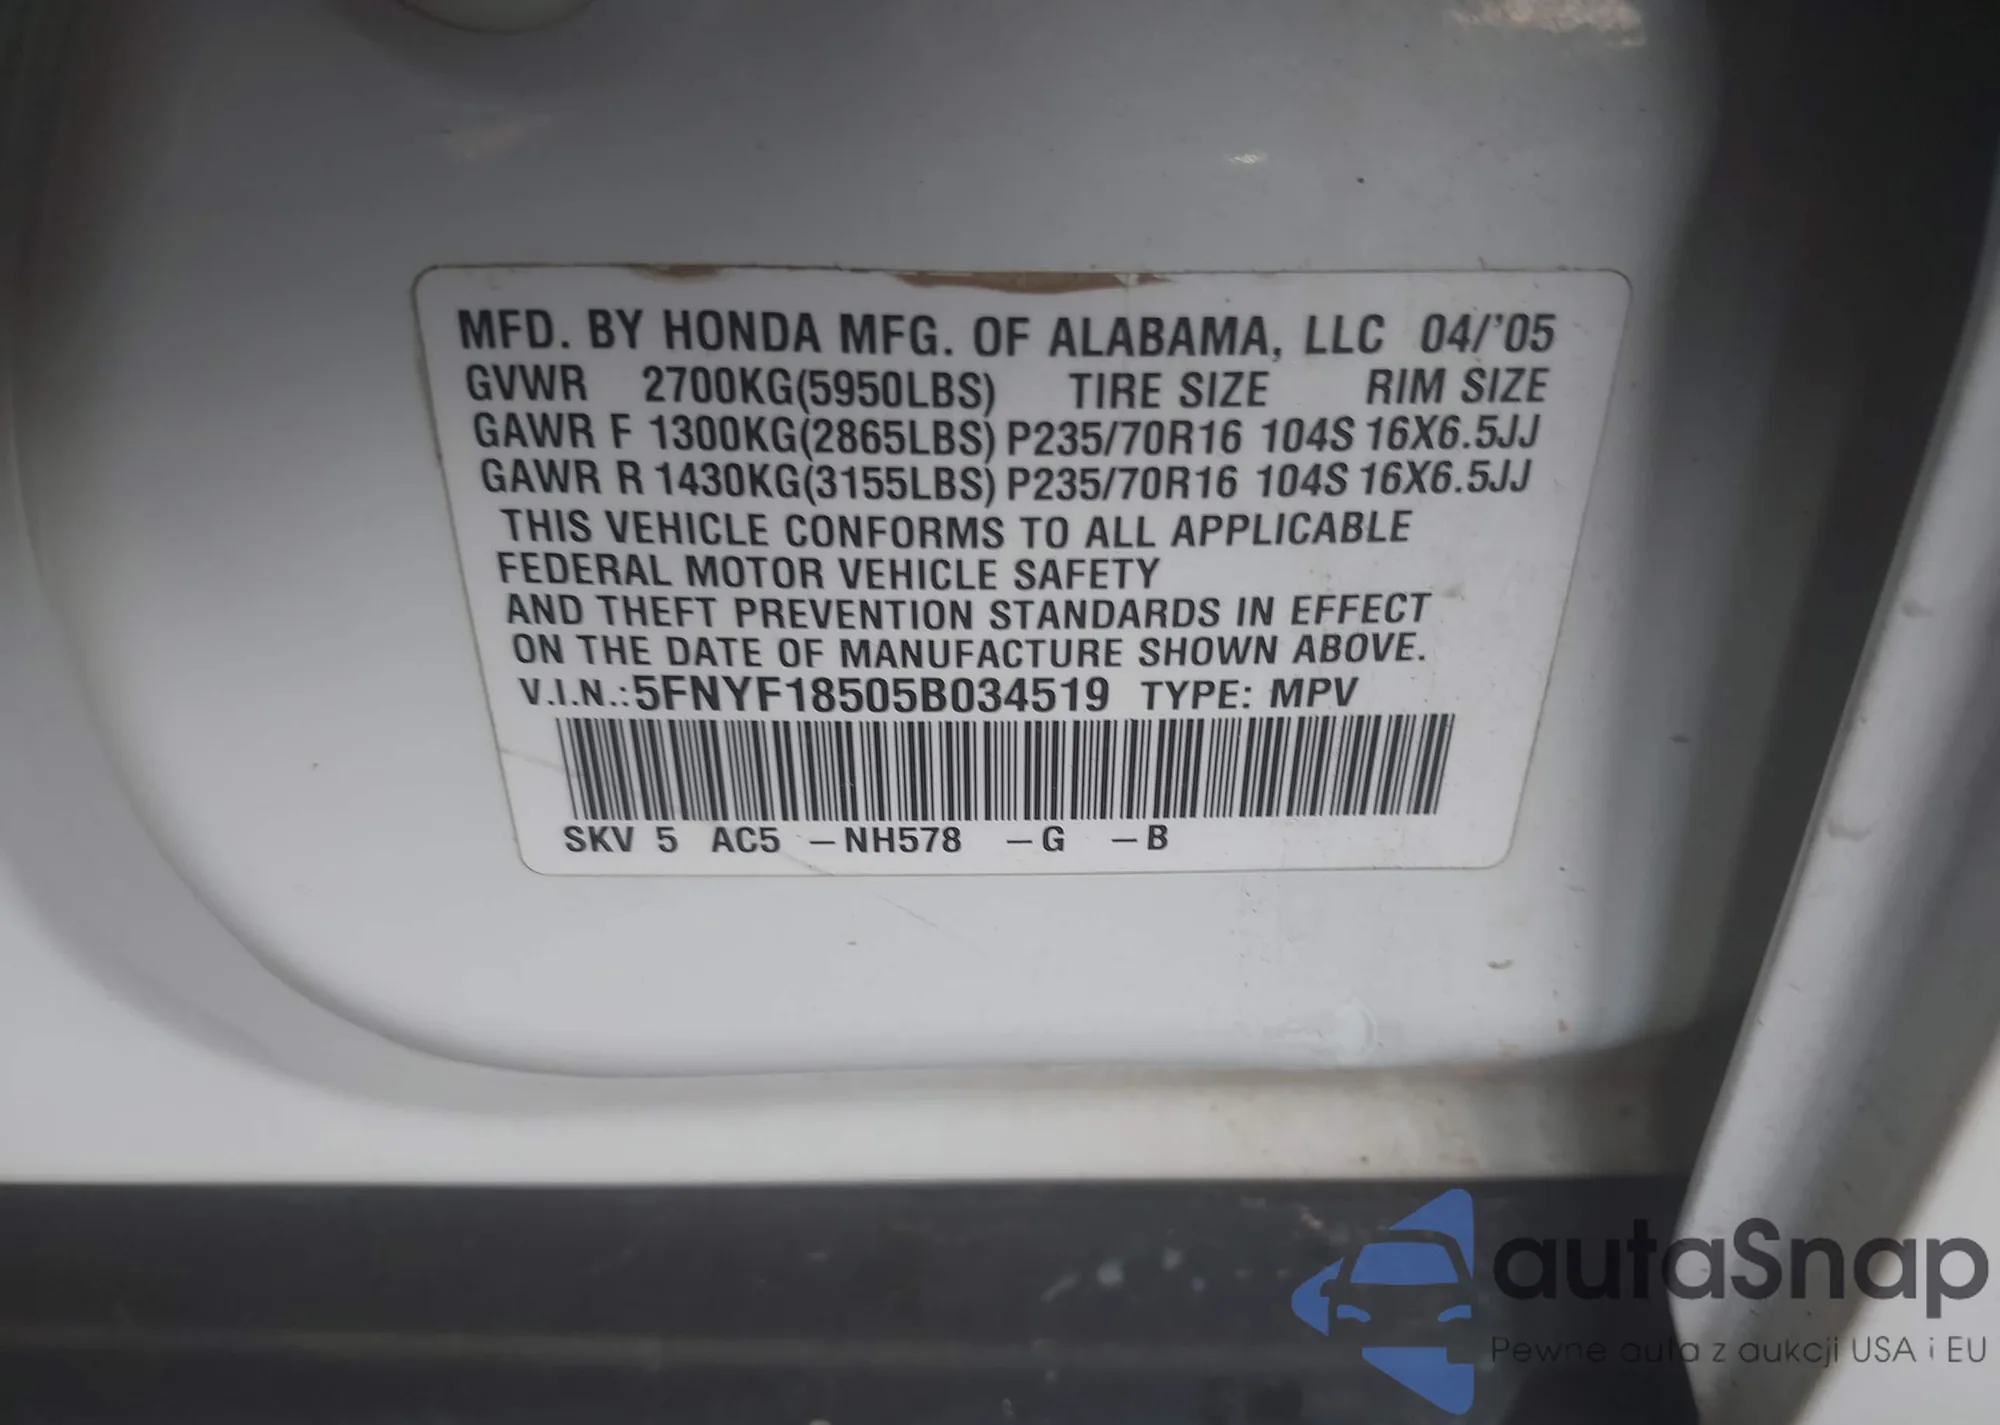 MFD. BY HONDA MFG. OF ALABAMA, LLC 04/'05
GVWR 2700KG(5950LBS) TIRE SIZE RIM SIZE
GAWR F 1300KG(2865LBS) P235/70R16 104S 16X6.5JJ
GAWR R 1430KG(3155LBS) P235/70R16 104S 16X6.5JJ
THIS VEHICLE CONFORMS TO ALL APPLICABLE
FEDERAL MOTOR VEHICLE SAFETY
AND THEFT PREVENTION STANDARDS IN EFFECT
ON THE DATE OF MANUFACTURE SHOWN ABOVE.
V.I.N.:5FNYF18505B034519 TYPE: MPV
SKV 5 AC5 –NH578 –G –B
autaSnap
Pewne auta z aukcji USA i EU